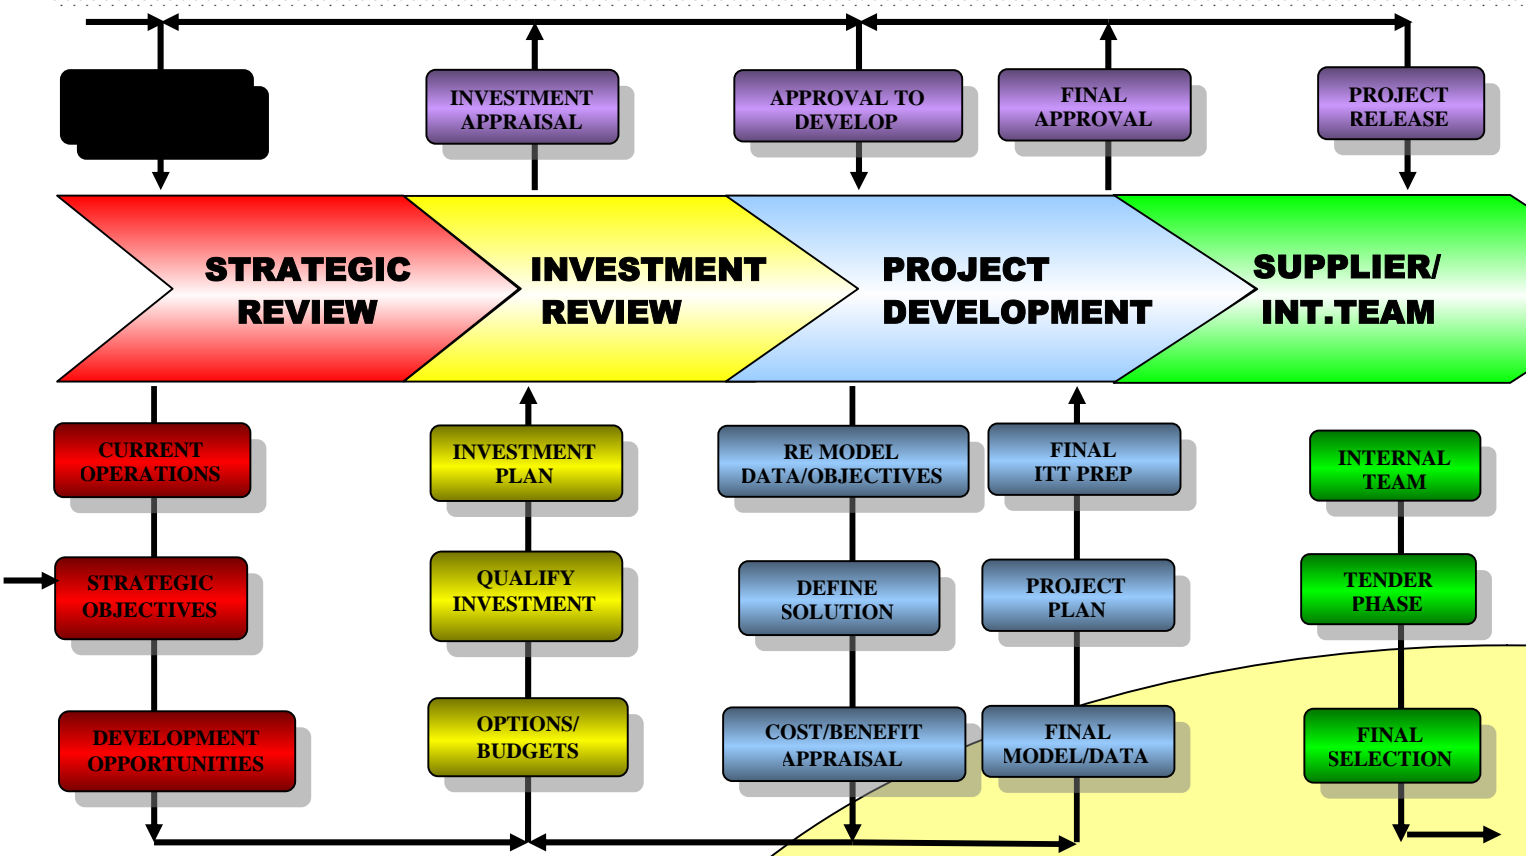 INVESTMENT
APPRAISAL
APPROVAL TO
DEVELOP
FINAL
APPROVAL
PROJECT
RELEASE
STRATEGIC
REVIEW
INVESTMENT
REVIEW
PROJECT
DEVELOPMENT
SUPPLIER/
INT.TEAM
CURRENT
OPERATIONS
INVESTMENT
PLAN
RE MODEL
DATA/OBJECTIVES
FINAL
ITT PREP
INTERNAL
TEAM
STRATEGIC
OBJECTIVES
QUALIFY
INVESTMENT
DEFINE
SOLUTION
PROJECT
PLAN
TENDER
PHASE
DEVELOPMENT
OPPORTUNITIES
OPTIONS/
BUDGETS
COST/BENEFIT
APPRAISAL
FINAL
MODEL/DATA
FINAL
SELECTION